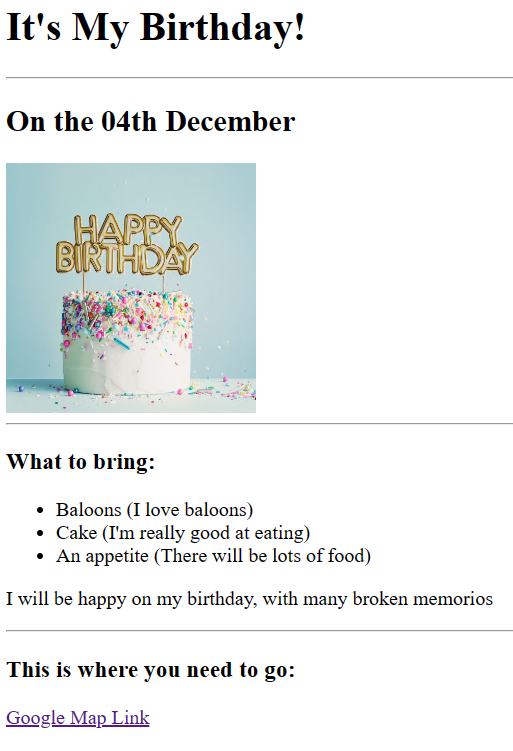 It's My Birthday!
On the 04th December
HAPPY
BIRTHDAY
What to bring:
Baloons (I love baloons)
Cake (I'm really good at eating)
An appetite (There will be lots of food)
I will be happy on my birthday, with many broken memorios
This is where you need to go:
Google Map Link